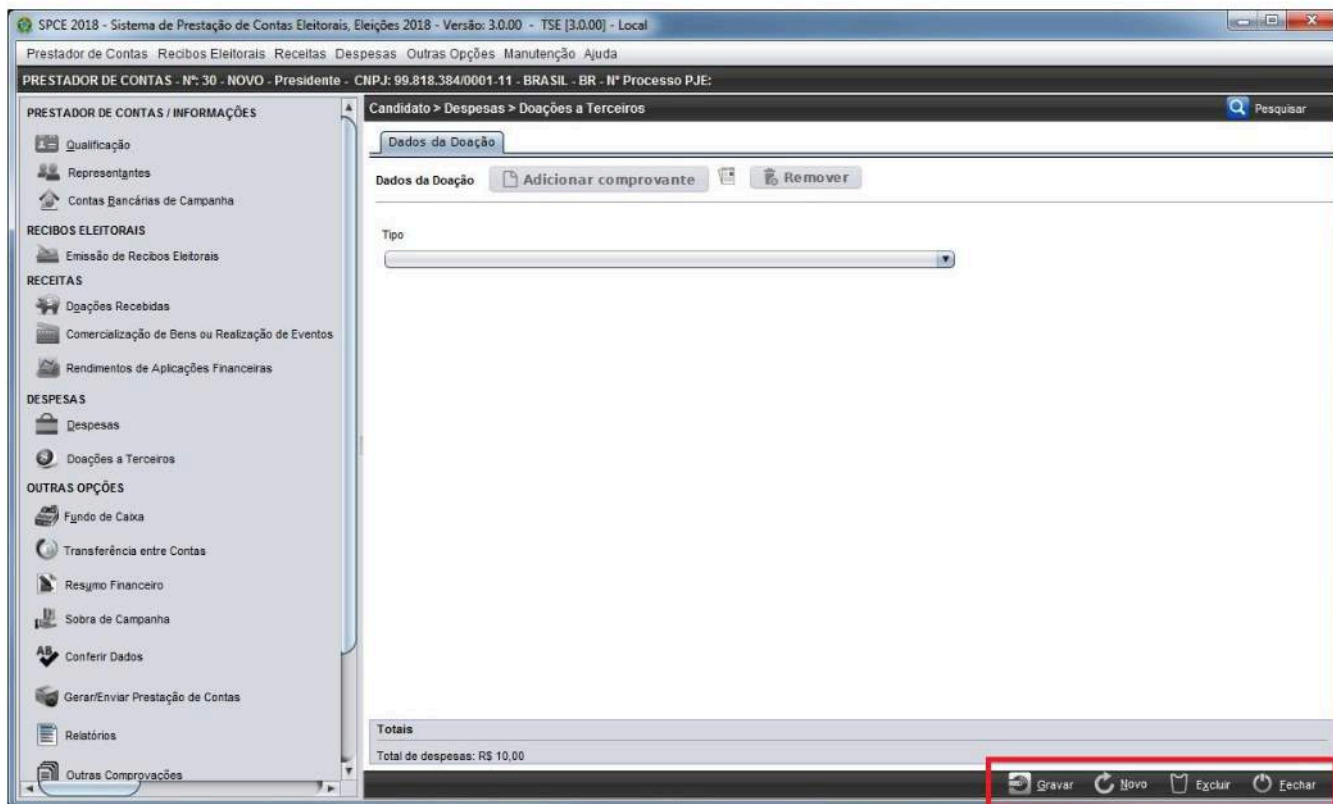 SPCE 2018 - Sistema de Prestação de Contas Eleitorais, Eleições 2018 - Versão: 3.0.00 - TSE [3.0.00] - Local
Prestador de Contas Recibos Eleitorais Receitas Despesas Outras Opções Manutenção Ajuda
PRESTADOR DE CONTAS - Nº: 30 - NOVO - Presidente - CNPJ: 99.818.384/0001-11 - BRASIL - BR - Nº Processo PJE:
PRESTADOR DE CONTAS / INFORMAÇÕES
Qualificação
Representantes
Contas Bancárias de Campanha
RECIBOS ELEITORAIS
Emissão de Recibos Eleitorais
RECEITAS
Doações Recebidas
Comercialização de Bens ou Realização de Eventos
Rendimentos de Aplicações Financeiras
DESPESAS
Despesas
Doações a Terceiros
OUTRAS OPÇÕES
Fundo de Caixa
Transferência entre Contas
Resumo Financeiro
Sobra de Campanha
Conferir Dados
Gerar/Enviar Prestação de Contas
Relatórios
Outras Comprovações
Candidato > Despesas > Doações a Terceiros
Pesquisar
Dados da Doação
Dados da Doação Adicionar comprovante Remover
Tipo
Totais
Total de despesas: R$ 10,00
Gravar Novo Excluir Fechar